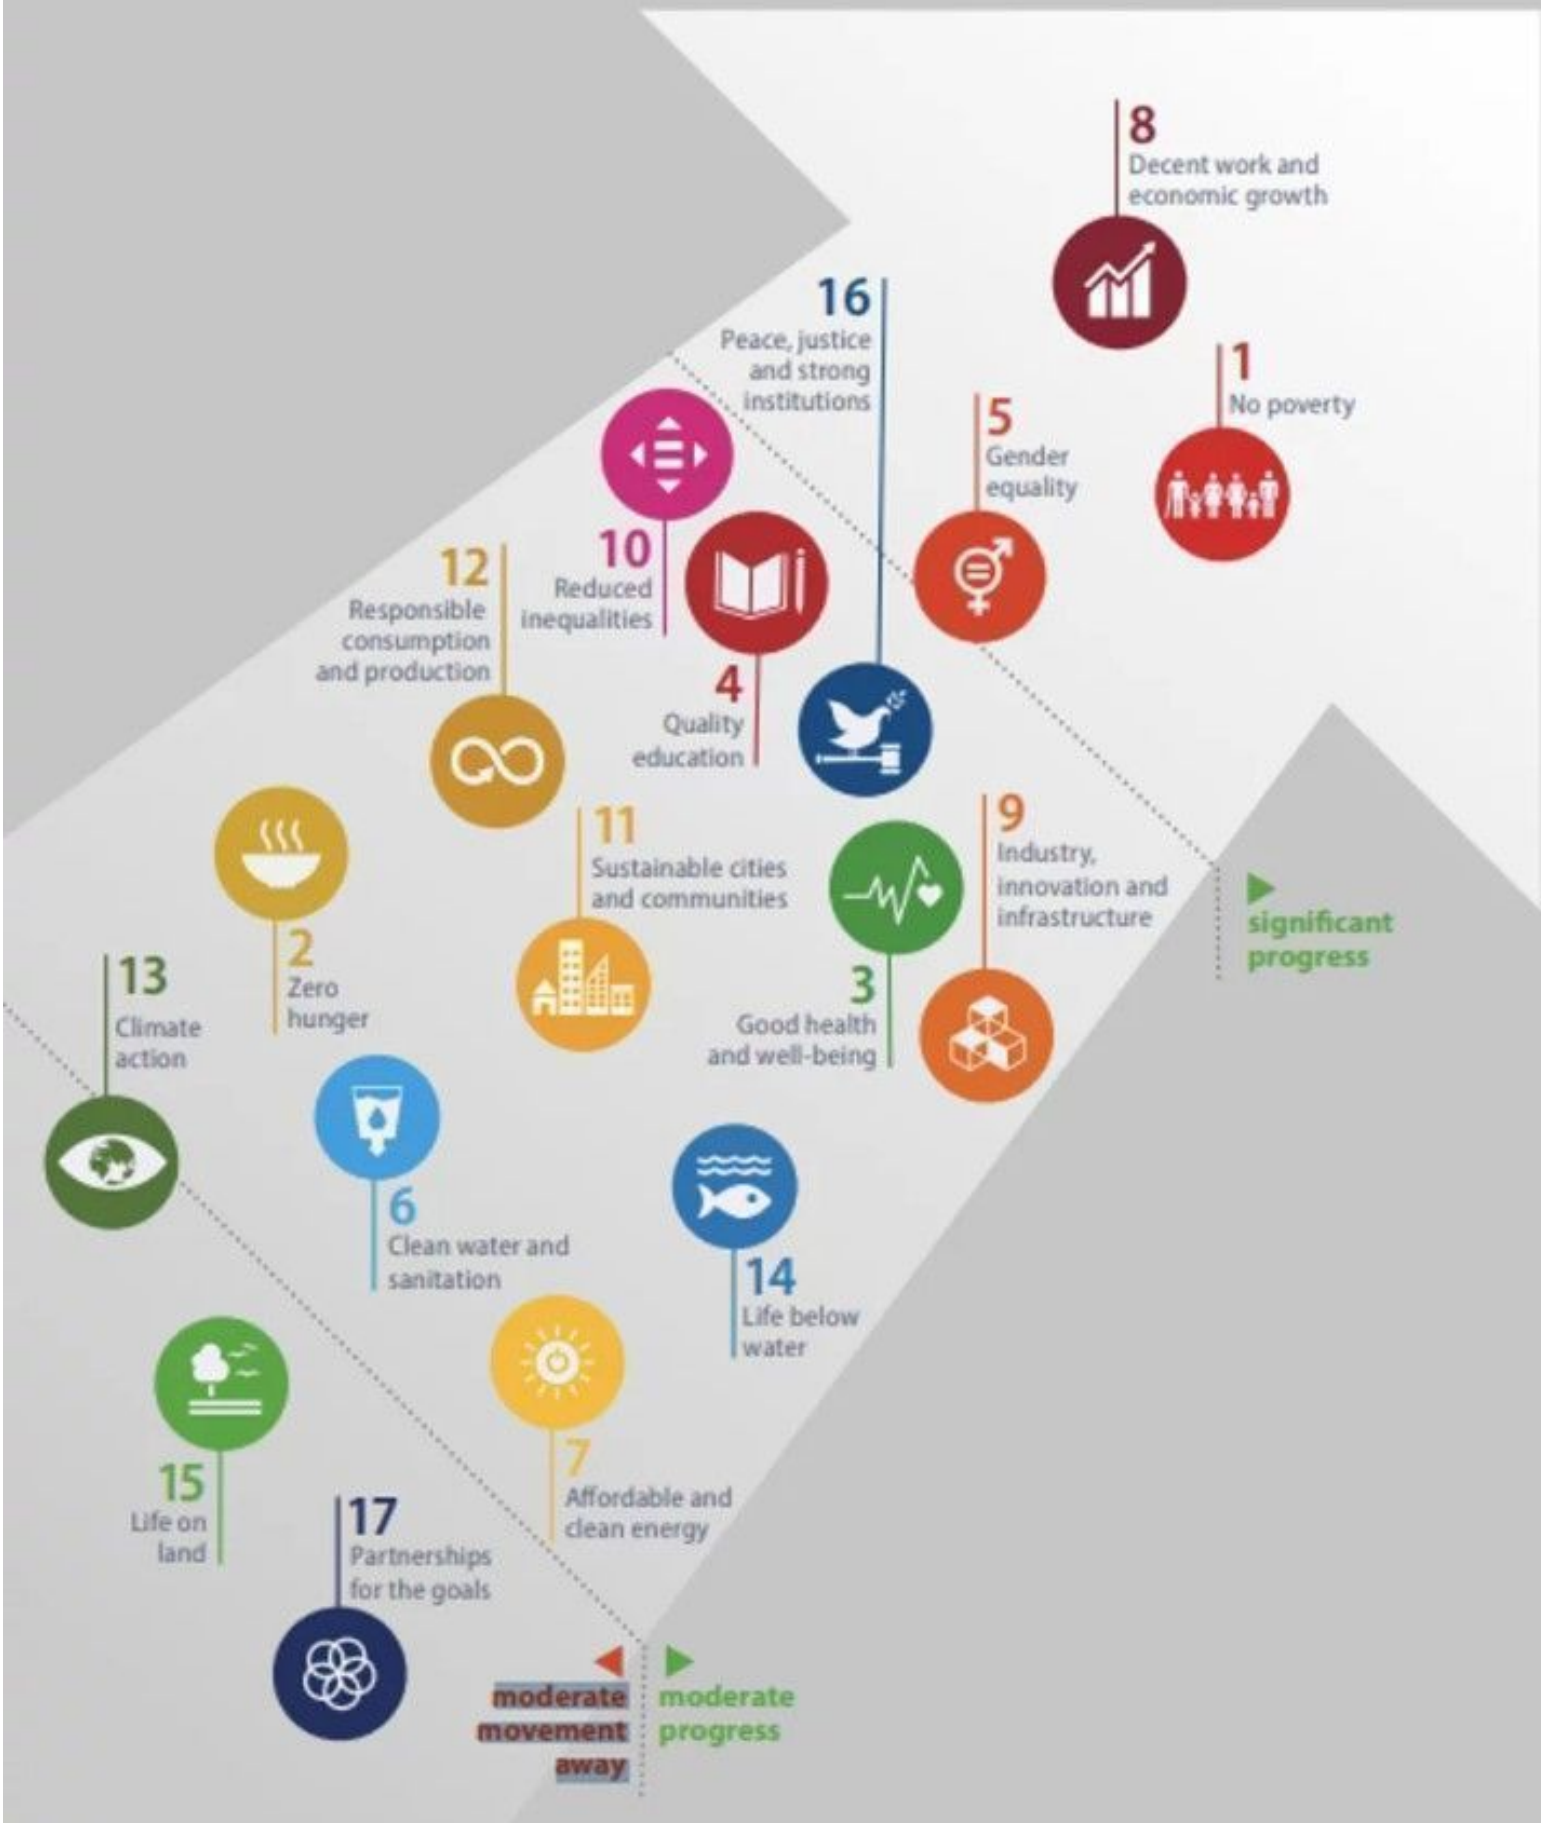 8
Decent work and
economic growth
16
Peace, justice
and strong
institutions
1
No poverty
5
Gender
equality
10
Reduced
inequalities
12
Responsible
consumption
and production
4
Quality
education
9
Industry,
innovation and
infrastructure
11
Sustainable cities
and communities
significant
progress
2
Zero
hunger
13
Climate
action
3
Good health
and well-being
6
Clean water and
sanitation
14
Life below
water
7
Affordable and
clean energy
15
Life on
land
17
Partnerships
for the goals
moderate
movement
away
moderate
progress